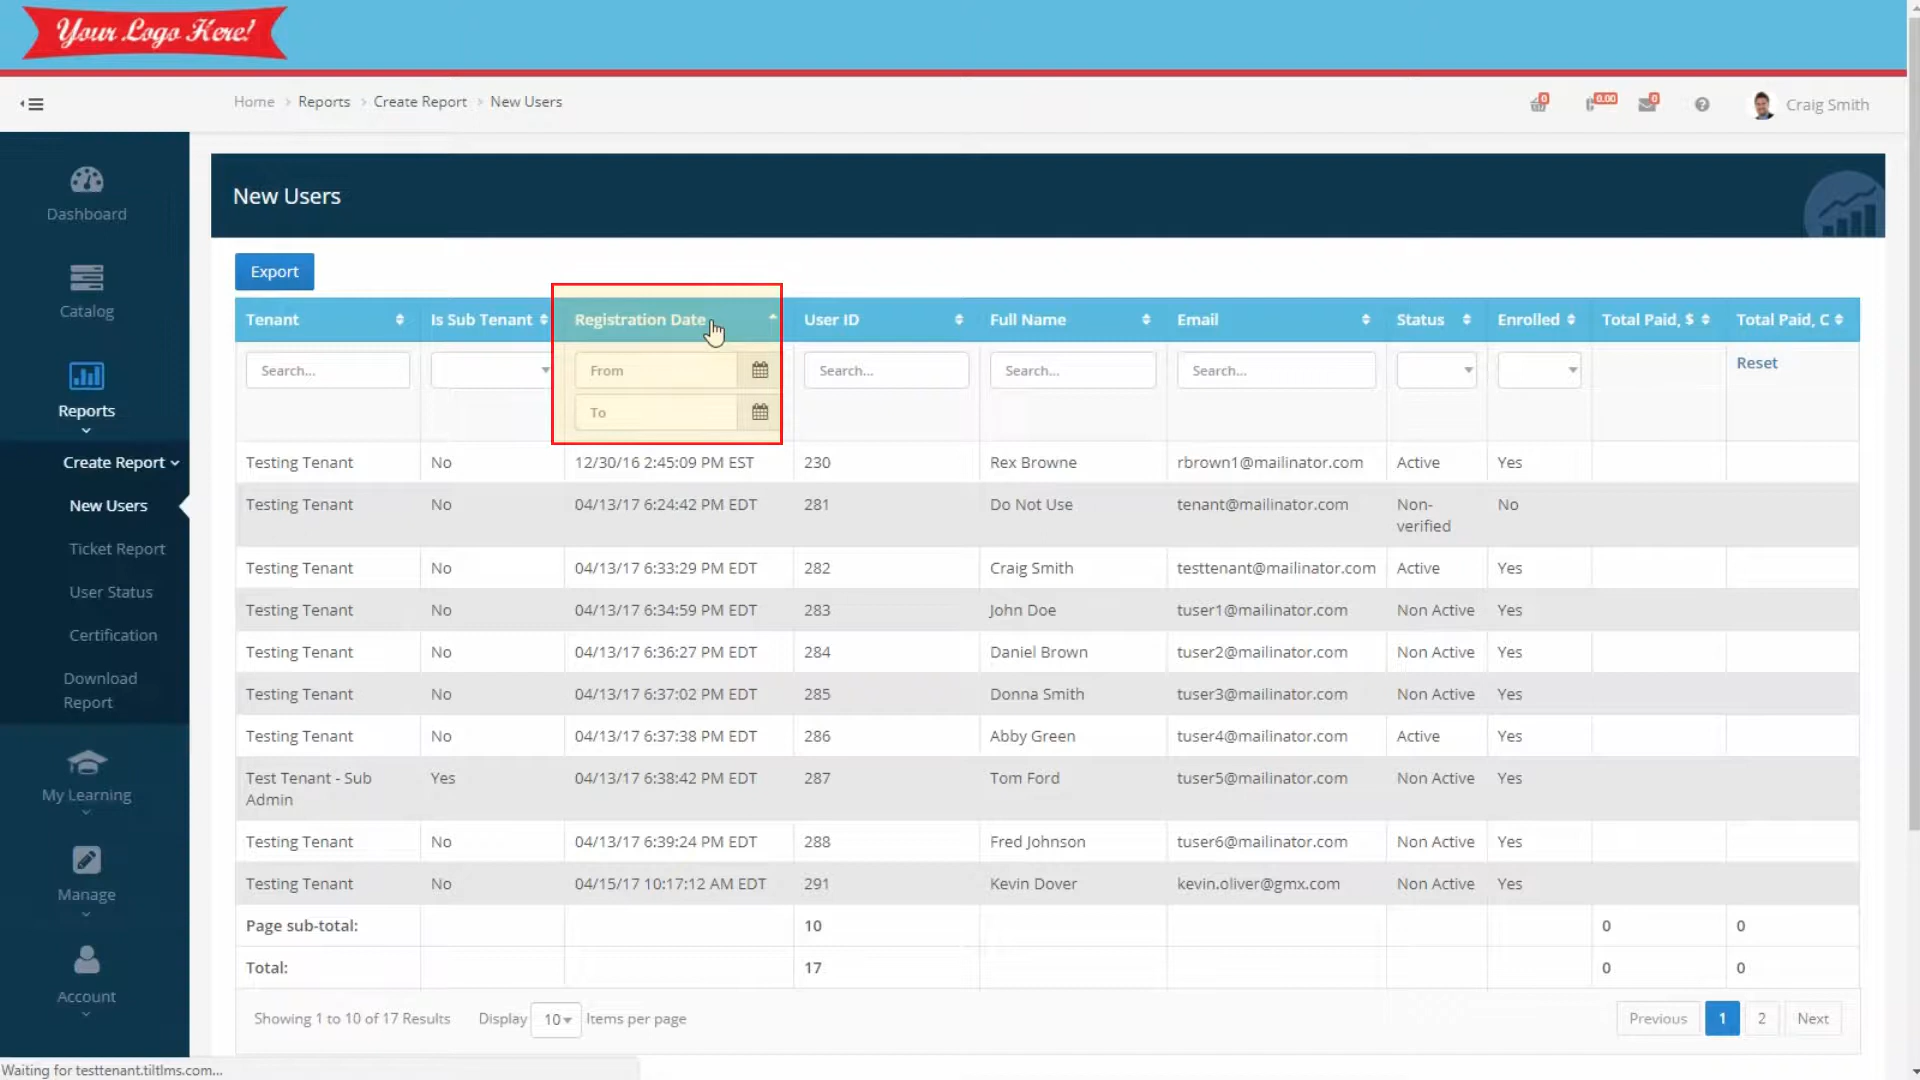 Your Logo Here!
Home > Reports > Create Report > New Users
0
0.00
0
Craig Smith
Dashboard
Catalog
Reports
Create Report
New Users
Ticket Report
User Status
Certification
Download
Report
My Learning
Manage
Account
New Users
Export
Tenant Is Sub Tenant Registration Date User ID Full Name Email Status Enrolled Total Paid, $ Total Paid, C
Search... From Search... Search... Search... Reset
To
Testing Tenant No 12/30/16 2:45:09 PM EST 230 Rex Browne rbrown1@mailinator.com Active Yes
Testing Tenant No 04/13/17 6:24:42 PM EDT 281 Do Not Use tenant@mailinator.com Non-
verified No
Testing Tenant No 04/13/17 6:33:29 PM EDT 282 Craig Smith testtenant@mailinator.com Active Yes
Testing Tenant No 04/13/17 6:34:59 PM EDT 283 John Doe tuser1@mailinator.com Non Active Yes
Testing Tenant No 04/13/17 6:36:27 PM EDT 284 Daniel Brown tuser2@mailinator.com Non Active Yes
Testing Tenant No 04/13/17 6:37:02 PM EDT 285 Donna Smith tuser3@mailinator.com Non Active Yes
Testing Tenant No 04/13/17 6:37:38 PM EDT 286 Abby Green tuser4@mailinator.com Active Yes
Test Tenant - Sub
Admin Yes 04/13/17 6:38:42 PM EDT 287 Tom Ford tuser5@mailinator.com Non Active Yes
Testing Tenant No 04/13/17 6:39:24 PM EDT 288 Fred Johnson tuser6@mailinator.com Non Active Yes
Testing Tenant No 04/15/17 10:17:12 AM EDT 291 Kevin Dover kevin.oliver@gmx.com Non Active Yes
Page sub-total: 10 0 0
Total: 17 0 0
Showing 1 to 10 of 17 Results Display 10 Items per page Previous 1 2 Next
Waiting for testtenant.tiltlms.com...